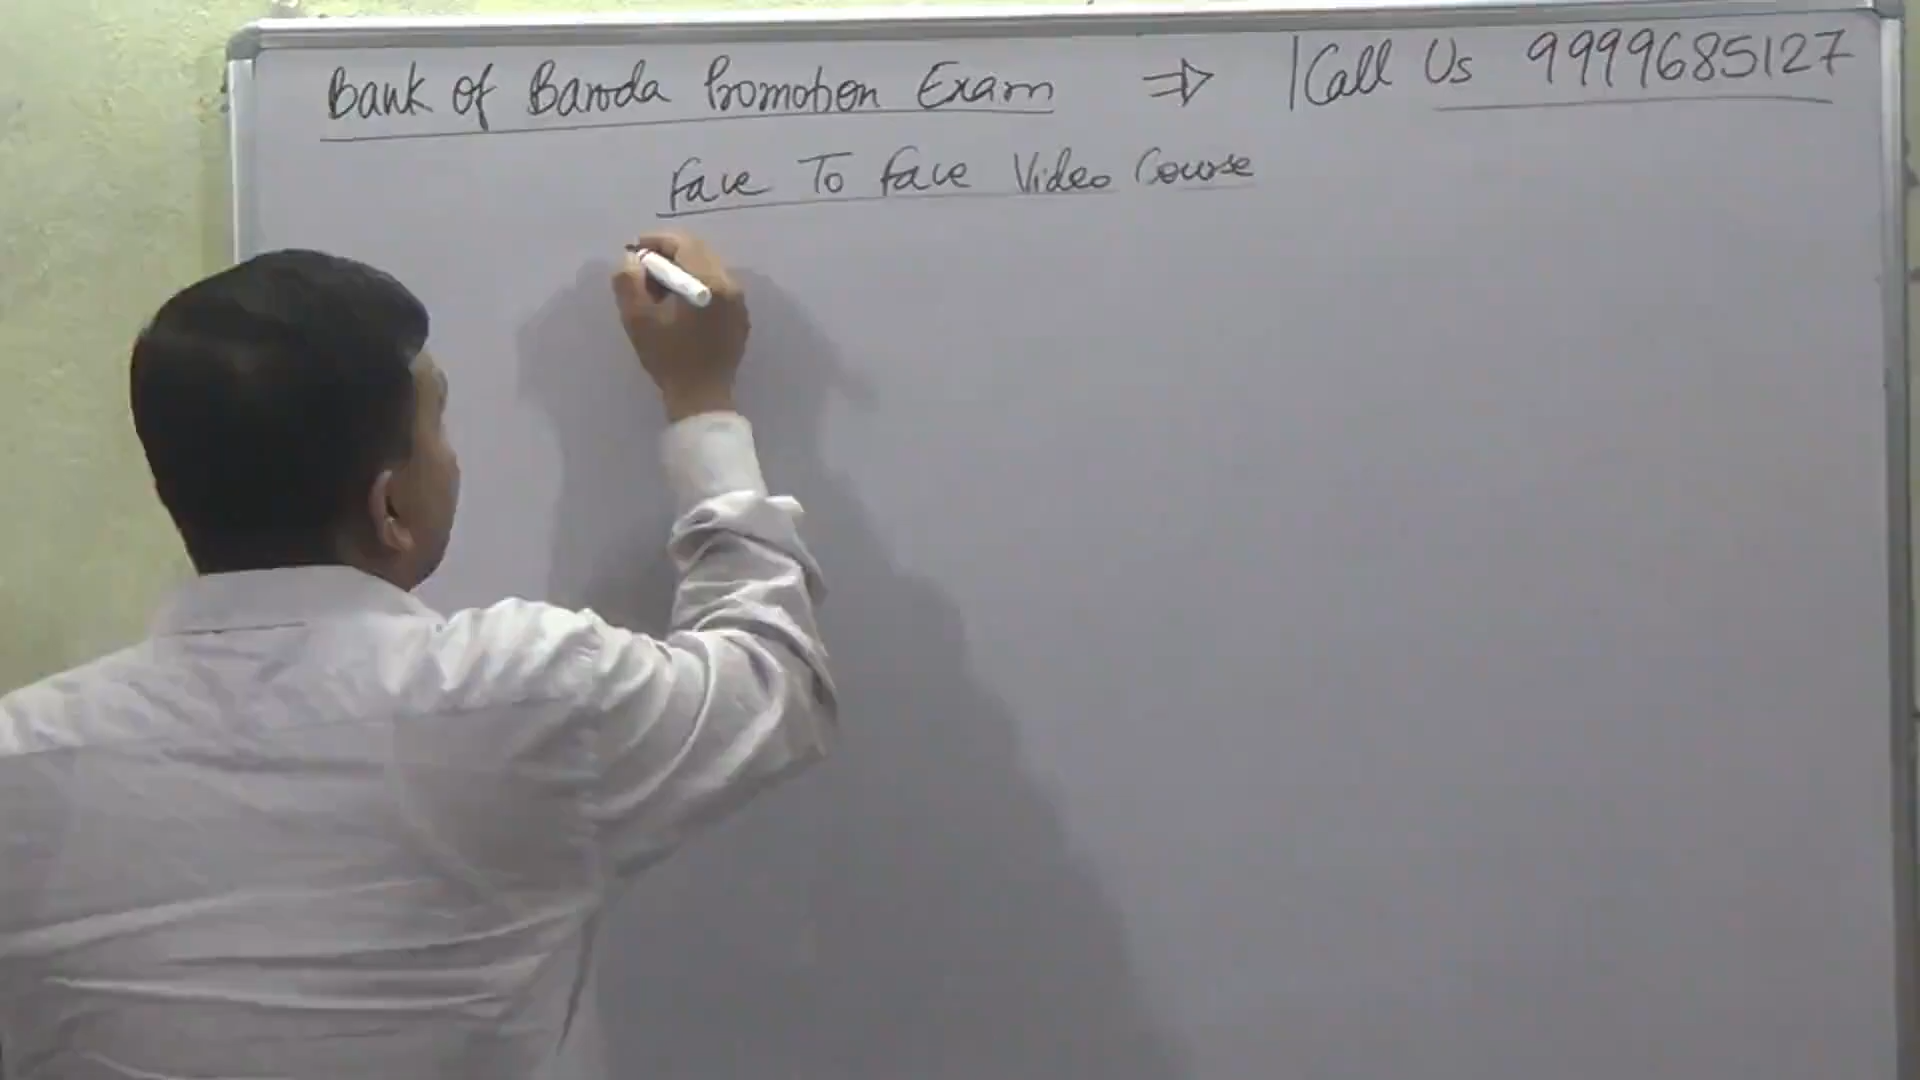 Bank of Baroda Promotion Exam ⇒ | Call Us 9999685127
Face To Face Video Course